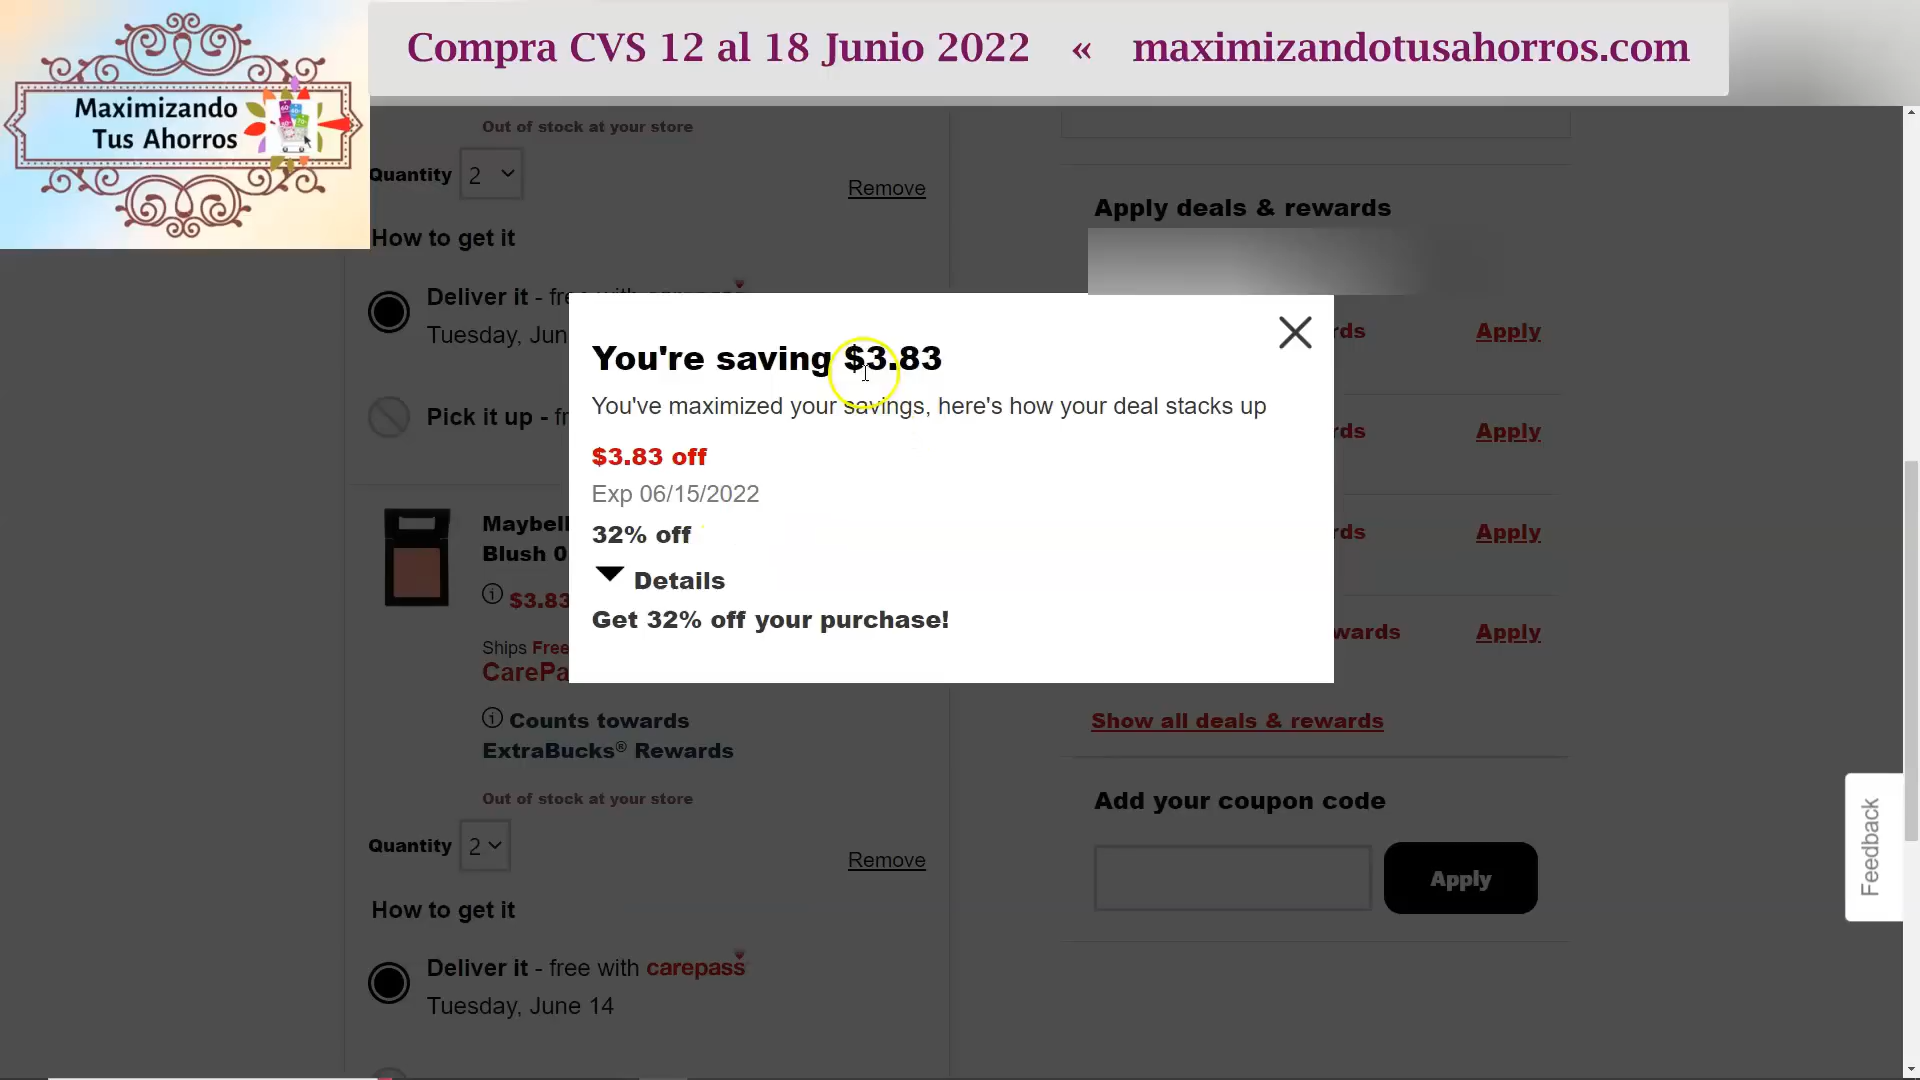 Compra CVS 12 al 18 Junio 2022 « maximizandotusahorros.com
Maximizando
Tus Ahorros
Out of stock at your store
Quantity 2
Remove
How to get it
Deliver it - free with
Tuesday, Jun
Pick it up - fr
Maybell
Blush 0
$3.83
Ships Free
CarePa
Counts towards
ExtraBucks® Rewards
Out of stock at your store
Quantity 2
Remove
How to get it
Deliver it - free with carepass
Tuesday, June 14
You're saving $3.83
You've maximized your savings, here's how your deal stacks up
$3.83 off
Exp 06/15/2022
32% off
Details
Get 32% off your purchase!
Apply deals & rewards
rds Apply
rds Apply
rds Apply
wards Apply
Show all deals & rewards
Add your coupon code
Apply
Feedback